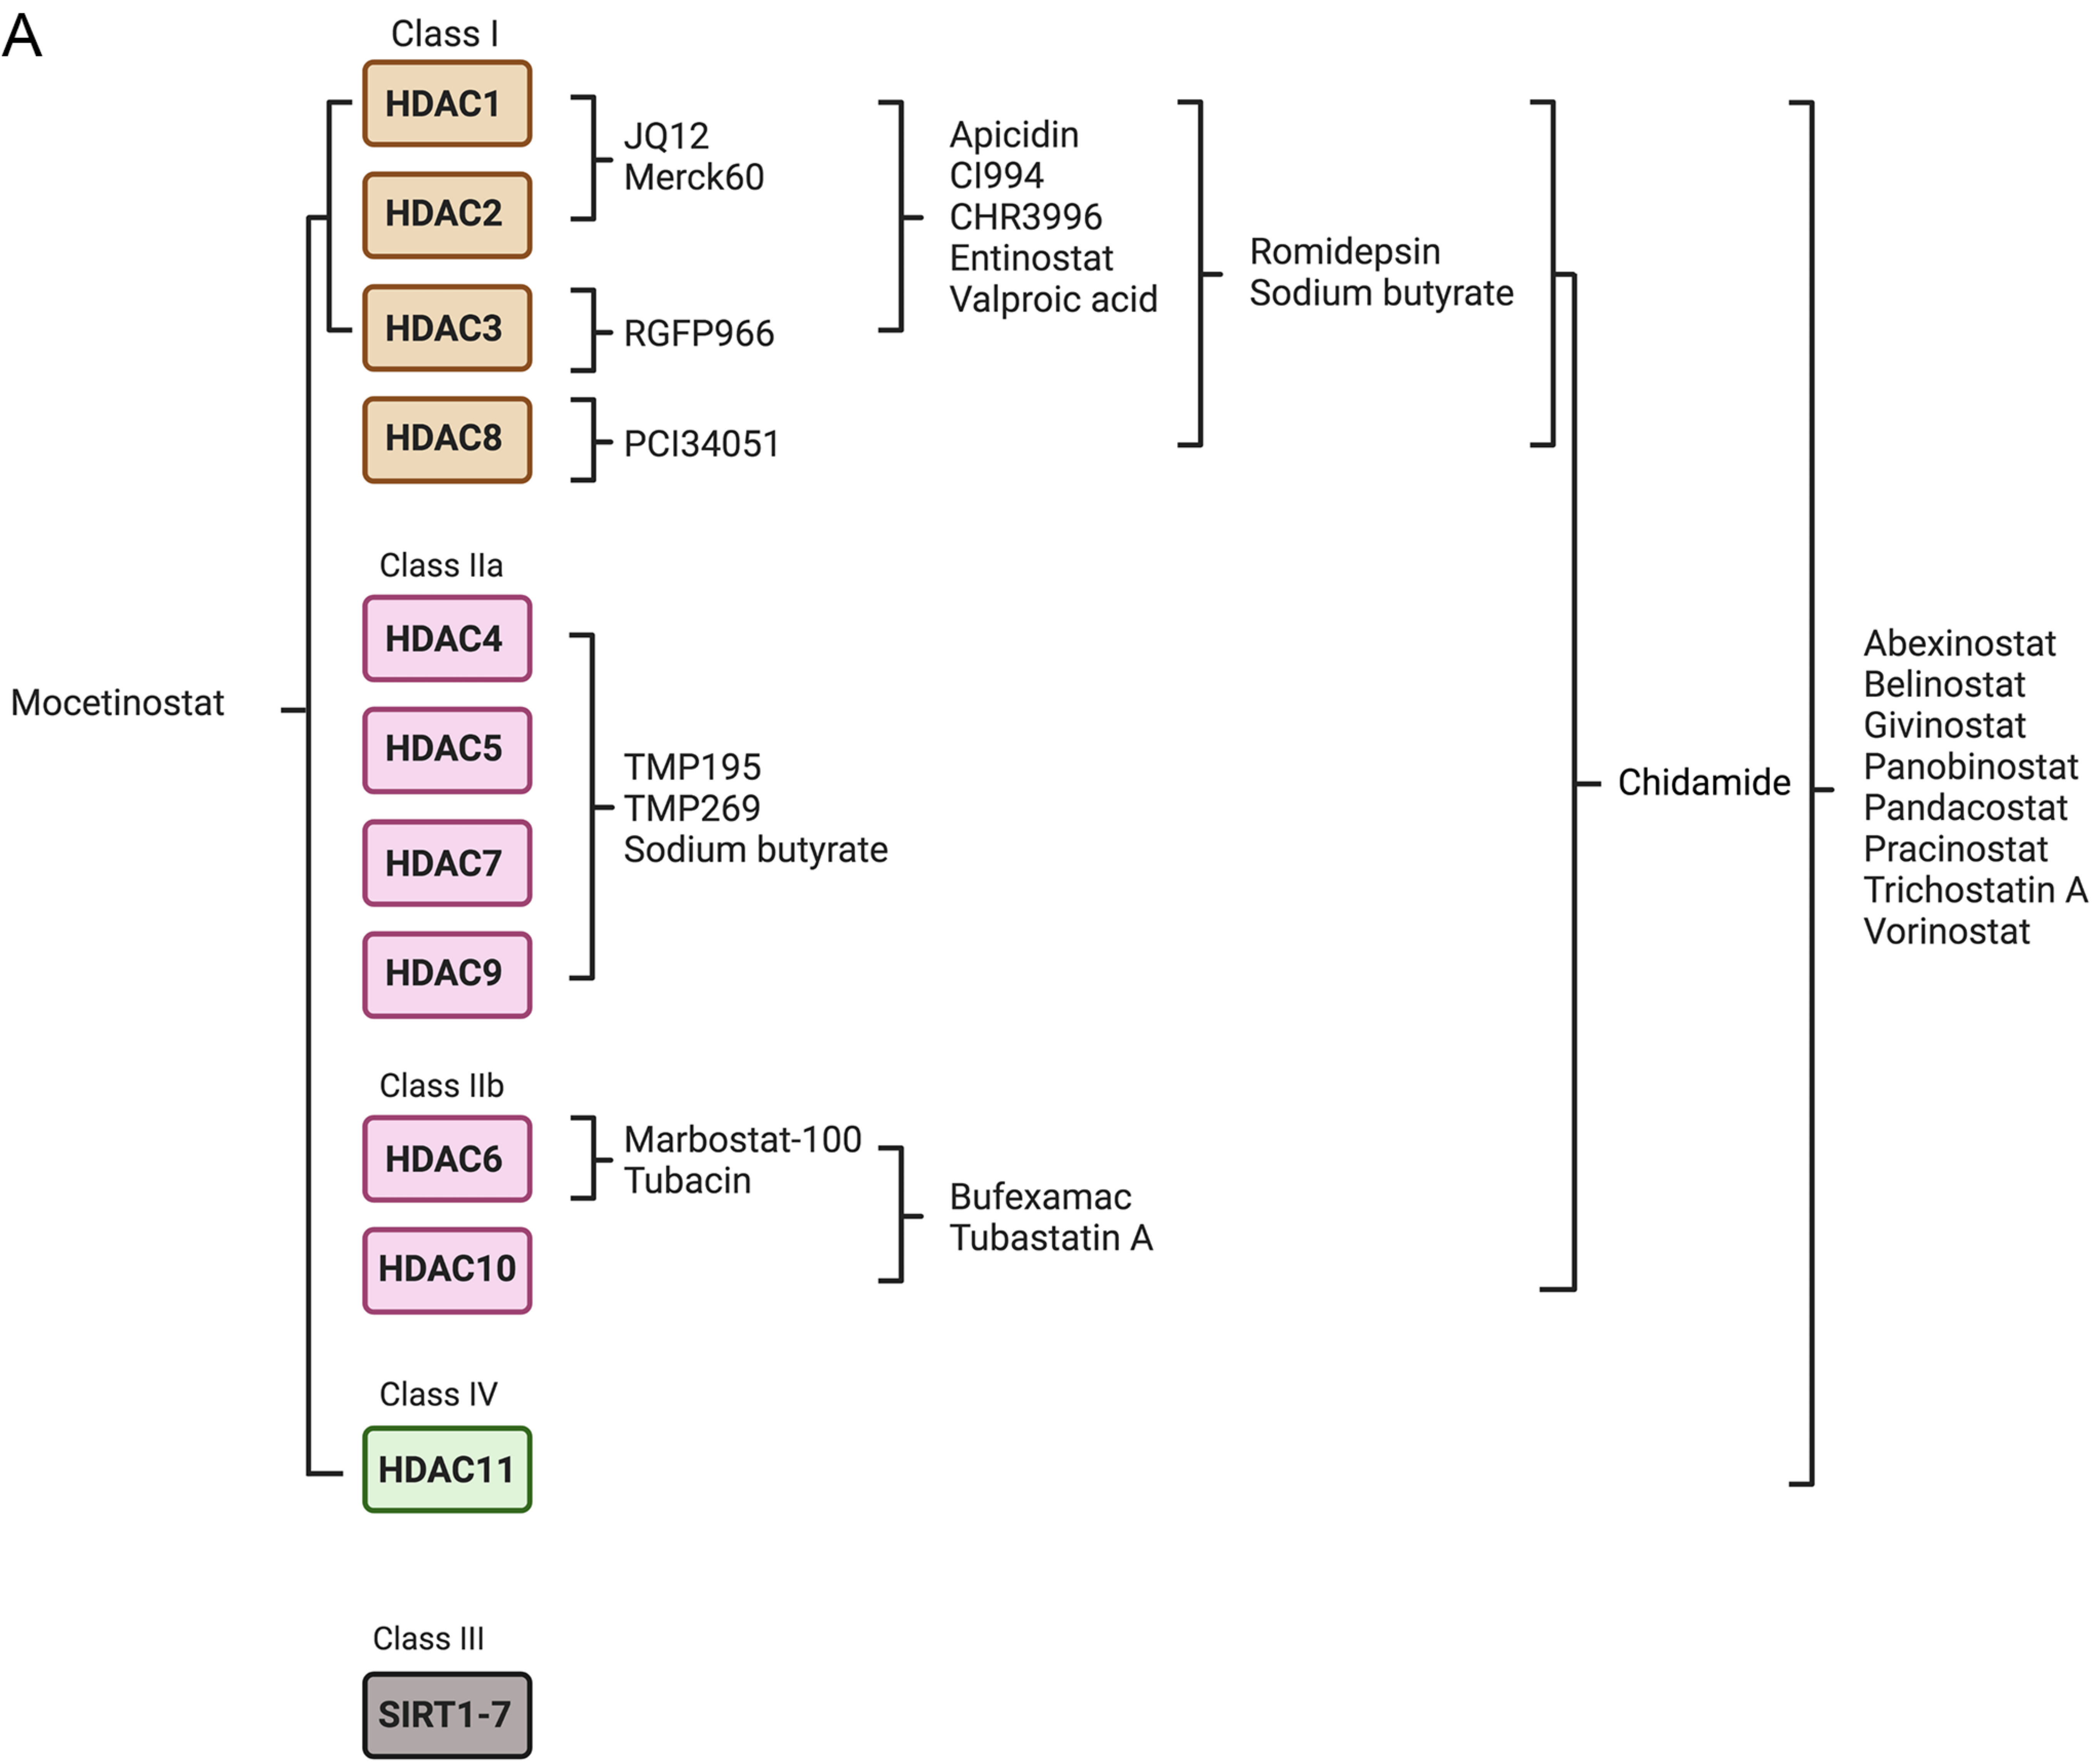 A
Class I
HDAC1
HDAC2
HDAC3
HDAC8
JQ12
Merck60
RGFP966
PCI34051
Apicidin
CI994
CHR3996
Entinostat
Valproic acid
Romidepsin
Sodium butyrate
Class IIa
HDAC4
HDAC5
HDAC7
HDAC9
TMP195
TMP269
Sodium butyrate
Mocetinostat
Chidamide
Abexinostat
Belinostat
Givinostat
Panobinostat
Pandacostat
Pracinostat
Trichostatin A
Vorinostat
Class IIb
HDAC6
HDAC10
Marbostat-100
Tubacin
Bufexamac
Tubastatin A
Class IV
HDAC11
Class III
SIRT1-7